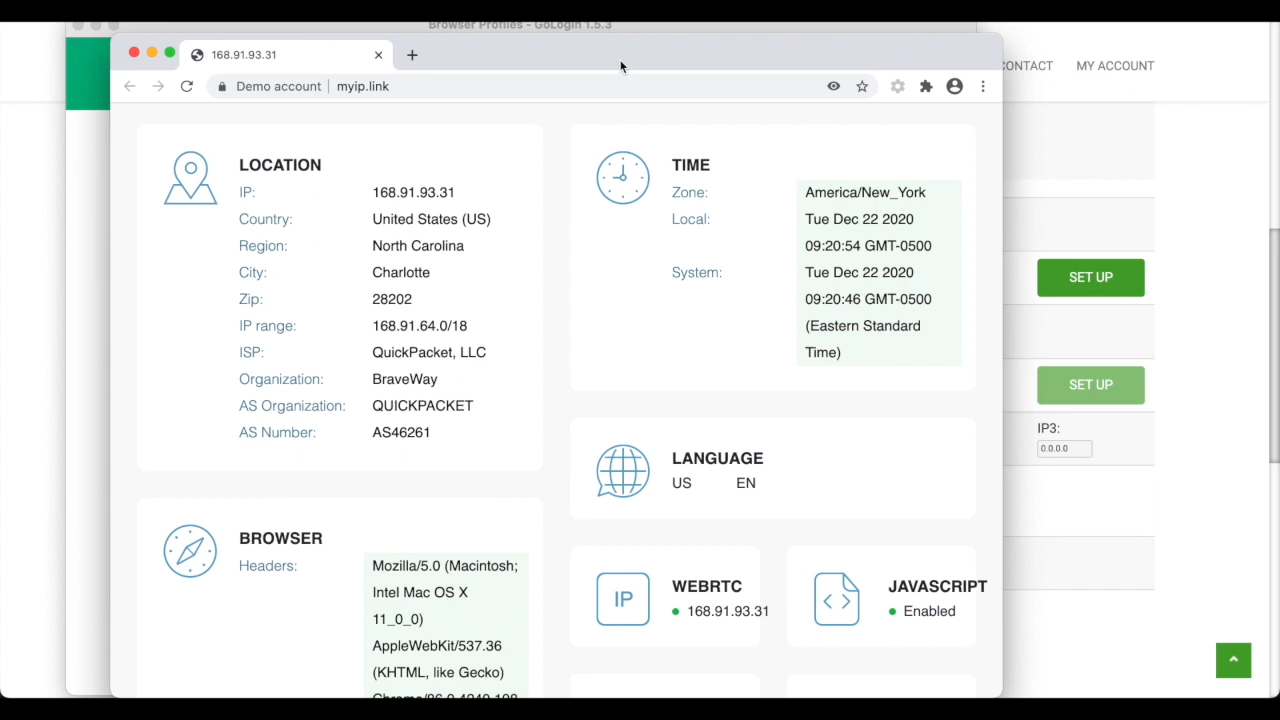 Browser Profiles - GoLogin 1.5.3
168.91.93.31
CONTACT MY ACCOUNT
Demo account myip.link
LOCATION
IP: 168.91.93.31
Country: United States (US)
Region: North Carolina
City: Charlotte
Zip: 28202
IP range: 168.91.64.0/18
ISP: QuickPacket, LLC
Organization: BraveWay
AS Organization: QUICKPACKET
AS Number: AS46261
TIME
Zone: America/New_York
Local: Tue Dec 22 2020
09:20:54 GMT-0500
System: Tue Dec 22 2020
09:20:46 GMT-0500
(Eastern Standard
Time)
LANGUAGE
US EN
BROWSER
Headers: Mozilla/5.0 (Macintosh;
Intel Mac OS X
11_0_0)
AppleWebKit/537.36
(KHTML, like Gecko)
Chrome/86.0.4240.198
IP
WEBRTC
168.91.93.31
JAVASCRIPT
Enabled
SET UP
SET UP
IP3:
0.0.0.0